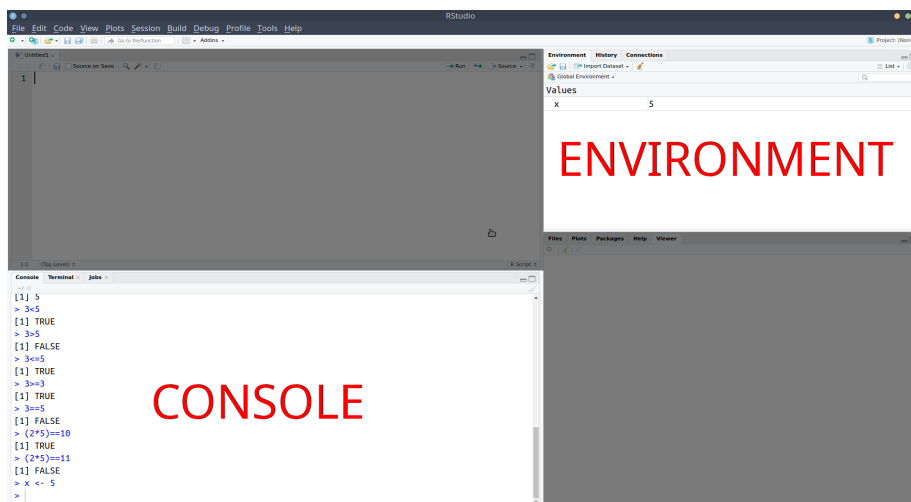 RStudio
File Edit Code View Plots Session Build Debug Profile Tools Help
Go to file/function Addins Project: (None
Untitled1
Source on Save Run Source
1
1:1 (Top Level) R Script
Environment History Connections
Import Dataset List
Global Environment
Values
x 5
ENVIRONMENT
Files Plots Packages Help Viewer
Console Terminal Jobs
~/
[1] 5
> 3<5
[1] TRUE
> 3>5
[1] FALSE
> 3<=5
[1] TRUE
> 3>=3
[1] TRUE
> 3==5
[1] FALSE
> (2*5)==10
[1] TRUE
> (2*5)==11
[1] FALSE
> x <- 5
>
CONSOLE